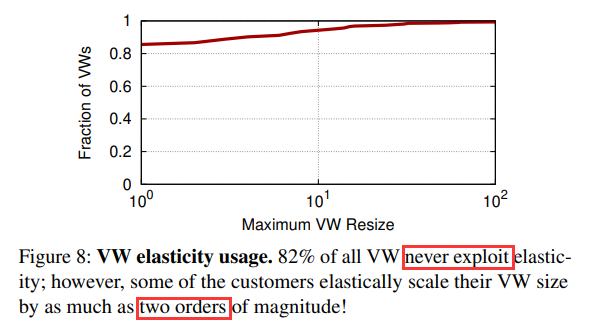 1
0.8
0.6
0.4
0.2
0
Fraction of VWs
10^0 10^1 10^2
Maximum VW Resize
Figure 8: VW elasticity usage. 82% of all VW never exploit elastic-
ity; however, some of the customers elastically scale their VW size
by as much as two orders of magnitude!